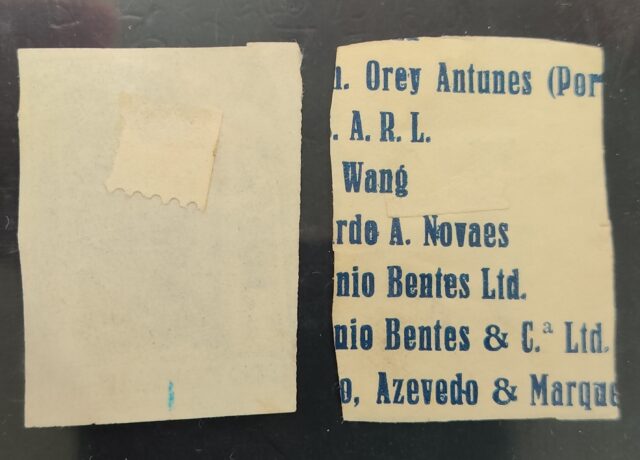 . Orey Antunes (Por
. A. R. L.
Wang
rdo A. Novaes
nio Bentes Ltd.
nio Bentes & C.ª Ltd.
o, Azevedo & Marque